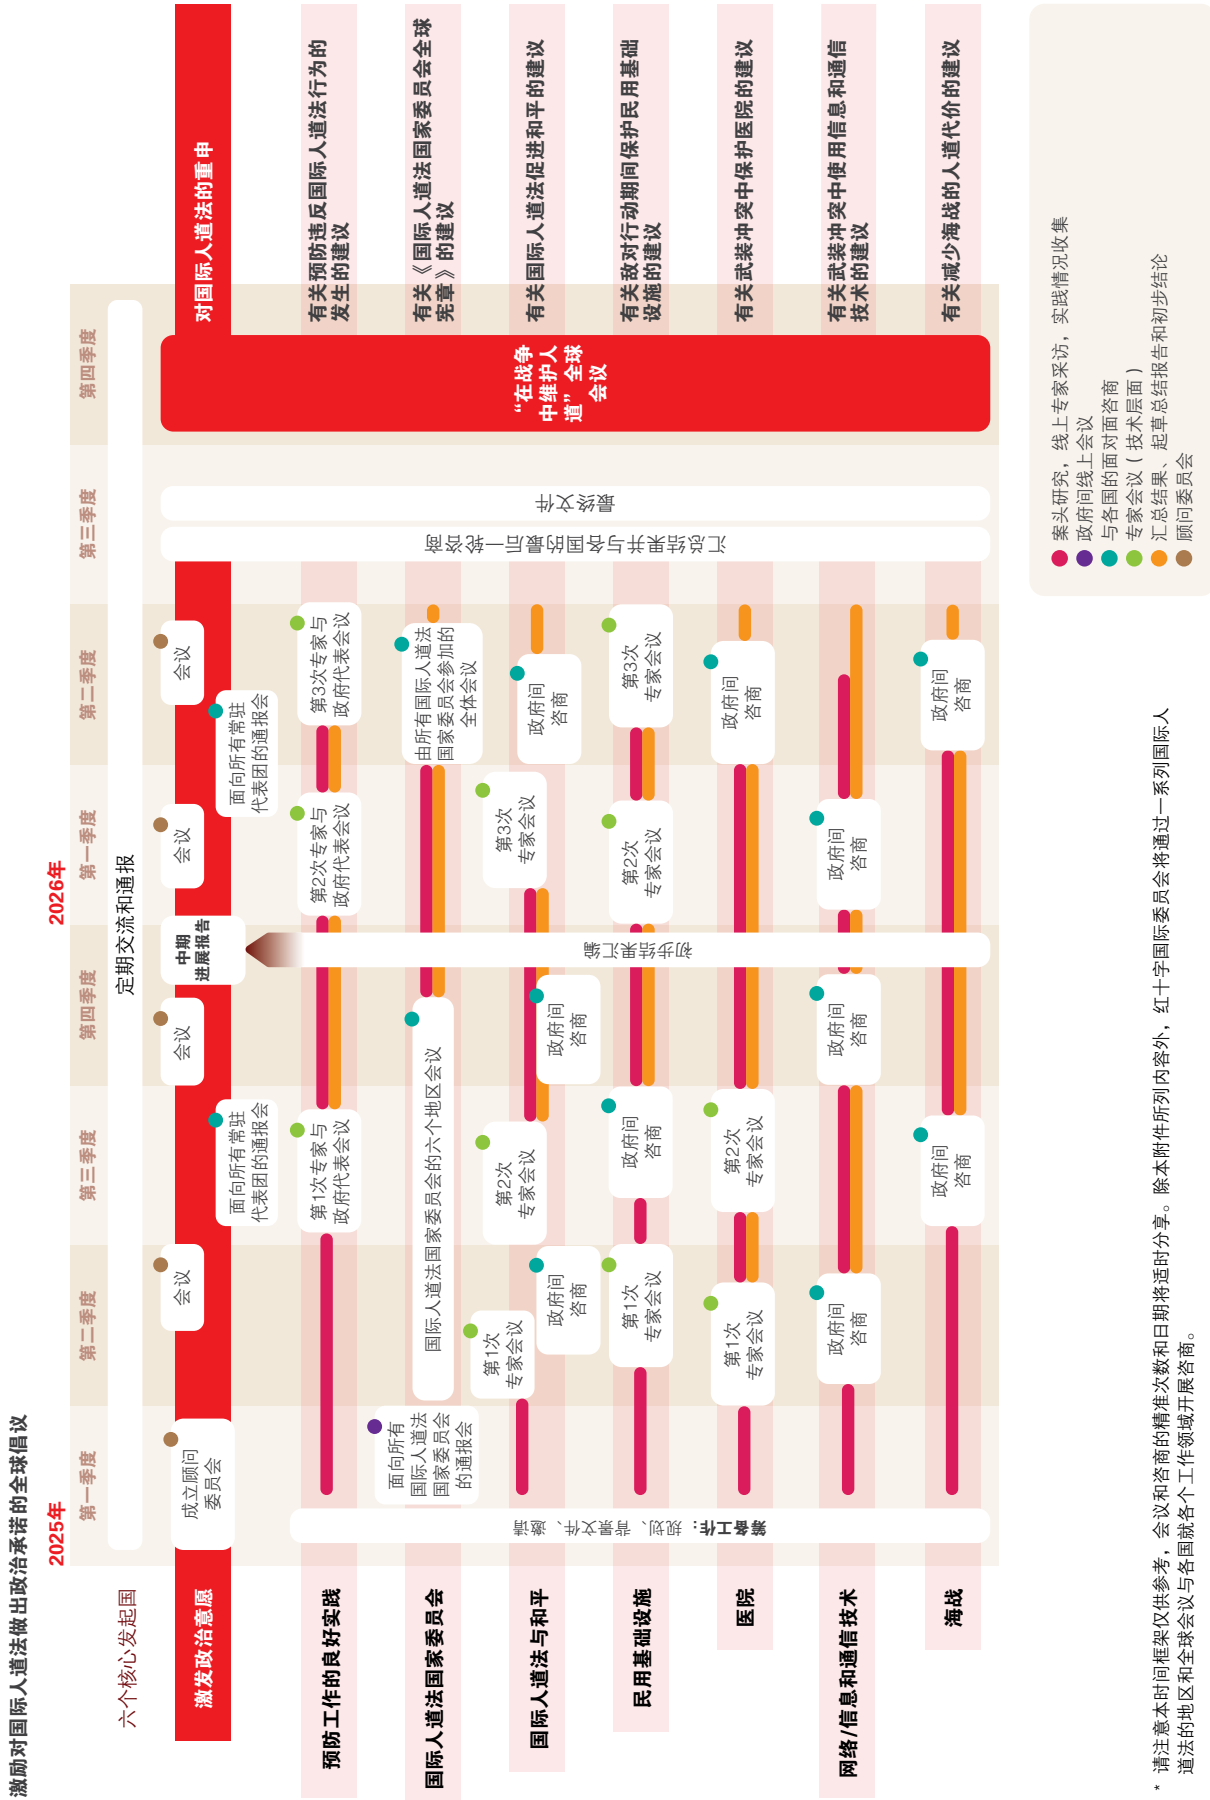 激励对国际人道法做出政治承诺的全球倡议
2025年
2026年
第一季度
第二季度
第三季度
第四季度
第一季度
第二季度
第三季度
第四季度
六个核心发起国
定期交流和通报
激发政治意愿
成立顾问
委员会
会议
面向所有常驻
代表团的通报会
会议
中期
进展报告
会议
面向所有常驻
代表团的通报会
会议
对国际人道法的重申
筹备工作：规划、背景文件、邀请
初步结果汇编
汇总结果并与各国的最后一轮咨商
最终文件
“在战争
中维护人
道”全球
会议
预防工作的良好实践
第1次专家与
政府代表会议
第2次专家与
政府代表会议
第3次专家与
政府代表会议
有关预防违反国际人道法行为的
发生的建议
国际人道法国家委员会
面向所有
国际人道法
国家委员会
的通报会
国际人道法国家委员会的六个地区会议
由所有国际人道法
国家委员会参加的
全体会议
有关《国际人道法国家委员会全球
宪章》的建议
国际人道法与和平
第1次
专家会议
政府间
咨商
第2次
专家会议
政府间
咨商
第3次
专家会议
政府间
咨商
有关国际人道法促进和平的建议
民用基础设施
第1次
专家会议
政府间
咨商
第2次
专家会议
第3次
专家会议
有关敌对行动期间保护民用基础
设施的建议
医院
第1次
专家会议
第2次
专家会议
政府间
咨商
有关武装冲突中保护医院的建议
网络/信息和通信技术
政府间
咨商
政府间
咨商
政府间
咨商
有关武装冲突中使用信息和通信
技术的建议
海战
政府间
咨商
政府间
咨商
有关减少海战的人道代价的建议
案头研究，线上专家采访，实践情况收集
政府间线上会议
与各国的面对面咨商
专家会议（技术层面）
汇总结果、起草总结报告和初步结论
顾问委员会
* 请注意本时间框架仅供参考，会议和咨商的精准次数和日期将适时分享。除本附件所列内容外，红十字国际委员会将通过一系列国际人
道法的地区和全球会议与各国就各个工作领域开展咨商。